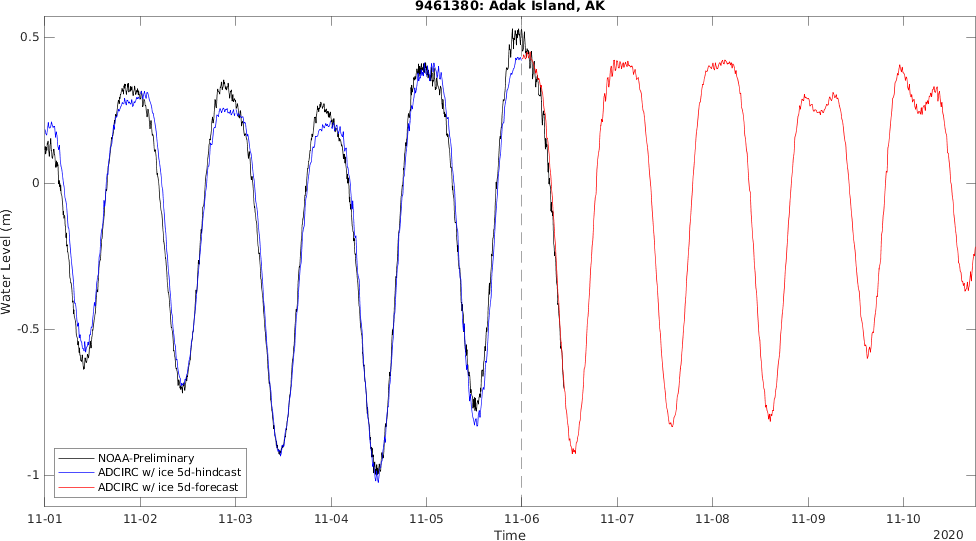 9461380: Adak Island, AK
0.5
0
-0.5
-1
Water Level (m)
NOAA-Preliminary
ADCIRC w/ ice 5d-hindcast
ADCIRC w/ ice 5d-forecast
11-01 11-02 11-03 11-04 11-05 11-06 11-07 11-08 11-09 11-10
Time
2020